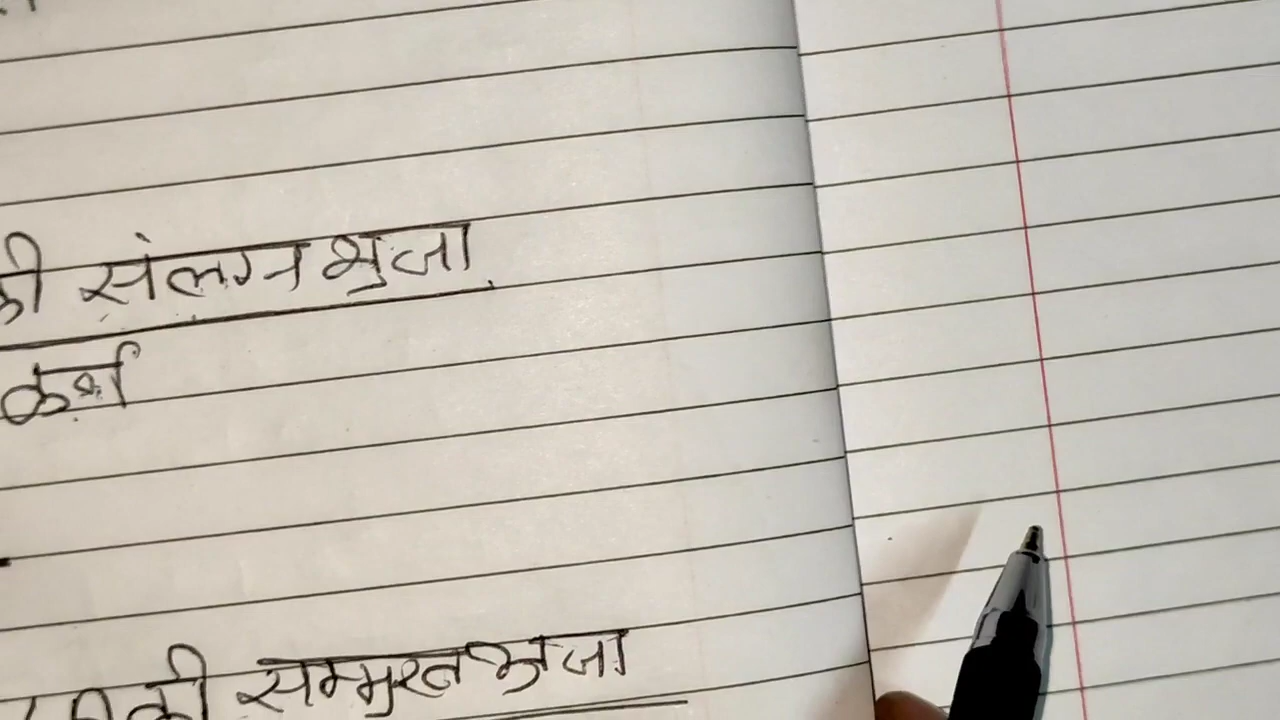 की संलग्न भुजा
कर्ण
की सम्मुख भुजा